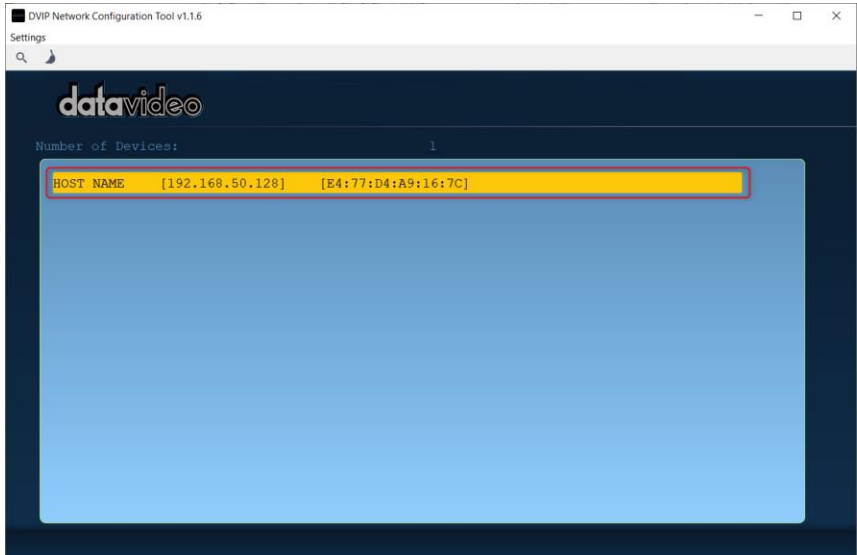 DVIP Network Configuration Tool v1.1.6
Settings
datavideo
Number of Devices: 1
HOST NAME [192.168.50.128] [E4:77:D4:A9:16:7C]